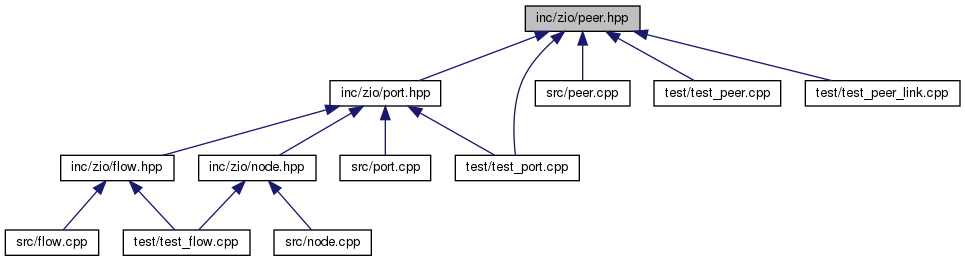 inc/zio/peer.hpp
inc/zio/port.hpp
src/peer.cpp
test/test_peer.cpp
test/test_peer_link.cpp
inc/zio/flow.hpp
inc/zio/node.hpp
src/port.cpp
test/test_port.cpp
src/flow.cpp
test/test_flow.cpp
src/node.cpp